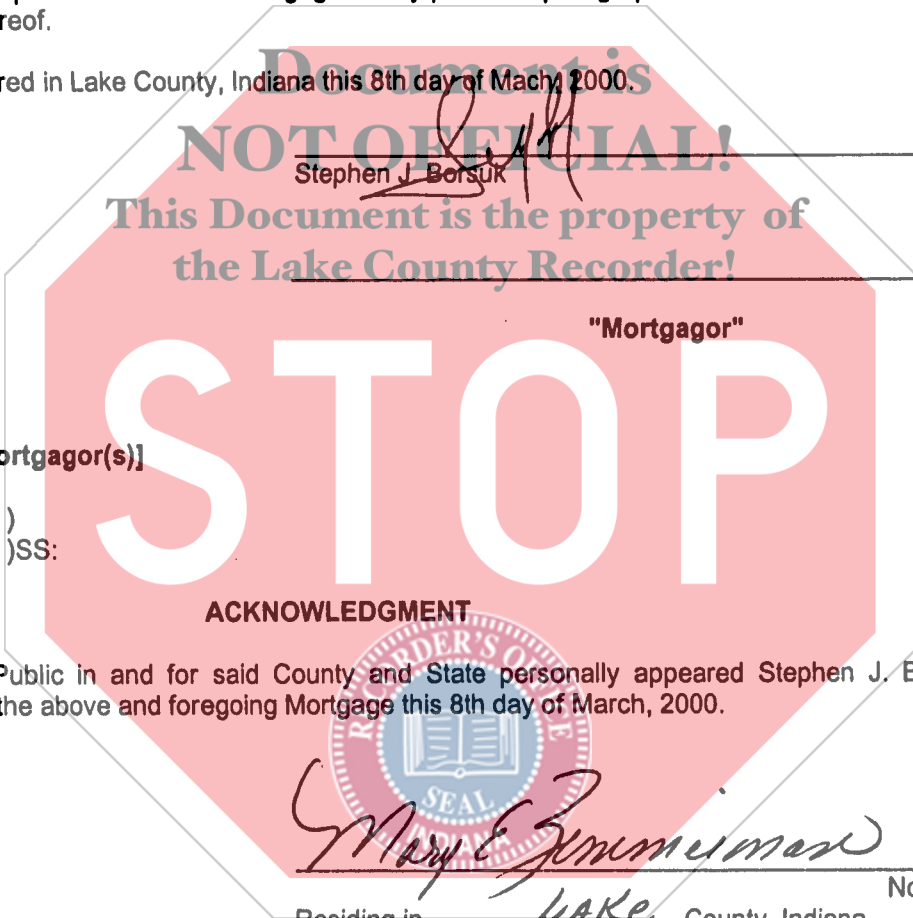 reof.
Document is
red in Lake County, Indiana this 8th day of Mach, 2000.
NOT OFFICIAL!
Stephen J. Borsuk
This Document is the property of
the Lake County Recorder!
"Mortgagor"
STOP
ortgagor(s)]
)
)SS:
ACKNOWLEDGMENT
RECORDER'S OFFICE
Public in and for said County and State personally appeared Stephen J. B
the above and foregoing Mortgage this 8th day of March, 2000.
SEAL
INDIANA
Mary E Zimmerman
No
Residing in LAKE County, Indiana